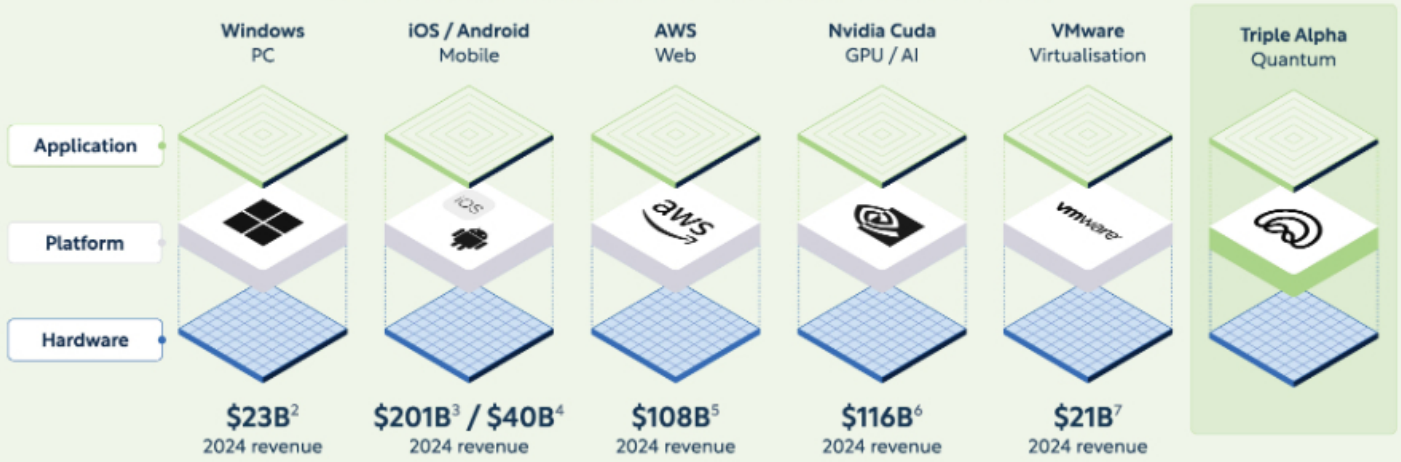 Windows
PC
iOS / Android
Mobile
AWS
Web
Nvidia Cuda
GPU / AI
VMware
Virtualisation
Triple Alpha
Quantum
Application
Platform
iOS
aws
vmware
Hardware
$23B²
2024 revenue
$201B³ / $40B⁴
2024 revenue
$108B⁵
2024 revenue
$116B⁶
2024 revenue
$21B⁷
2024 revenue